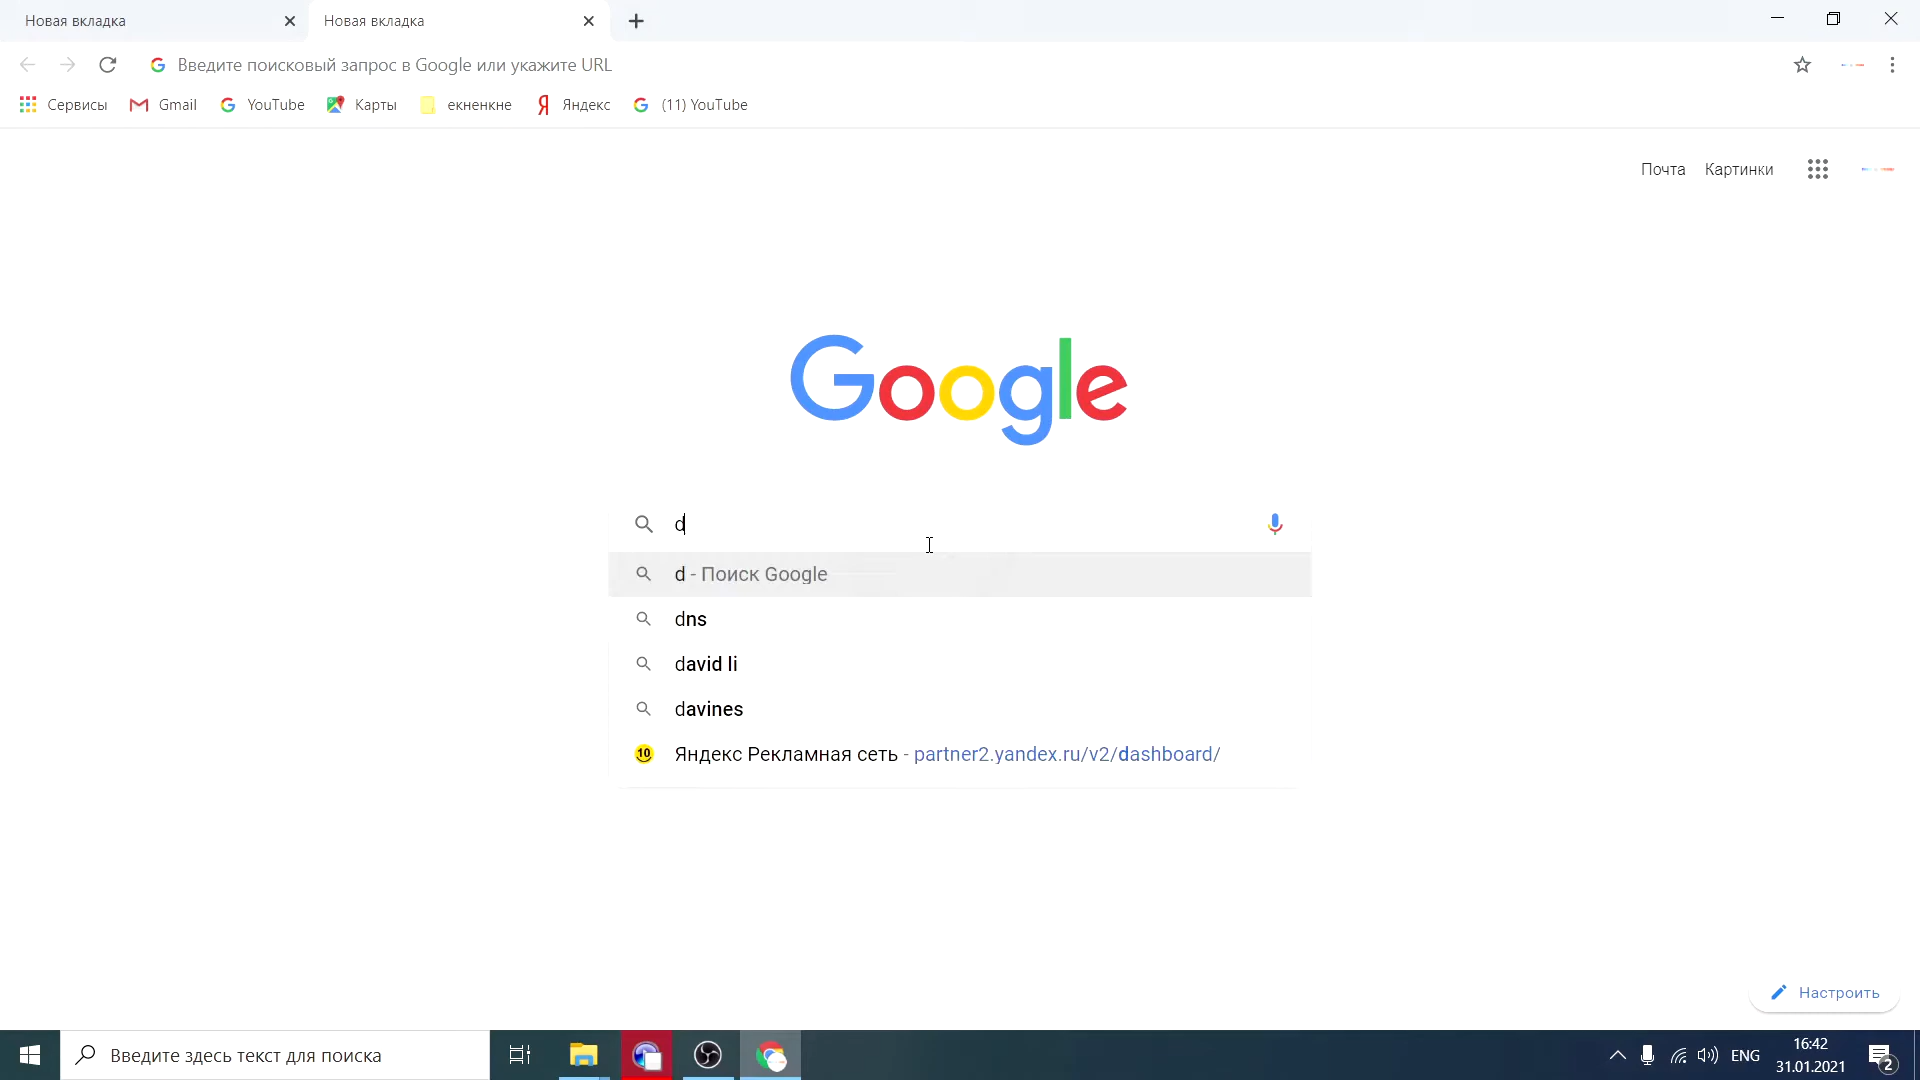 Новая вкладка
Новая вкладка
Введите поисковый запрос в Google или укажите URL
Сервисы
Gmail
YouTube
Карты
екненкне
Яндекс
(11) YouTube
Почта
Картинки
Google
d
d - Поиск Google
dns
david li
davines
10 Яндекс Рекламная сеть - partner2.yandex.ru/v2/dashboard/
Настроить
Введите здесь текст для поиска
ENG
16:42
31.01.2021
2